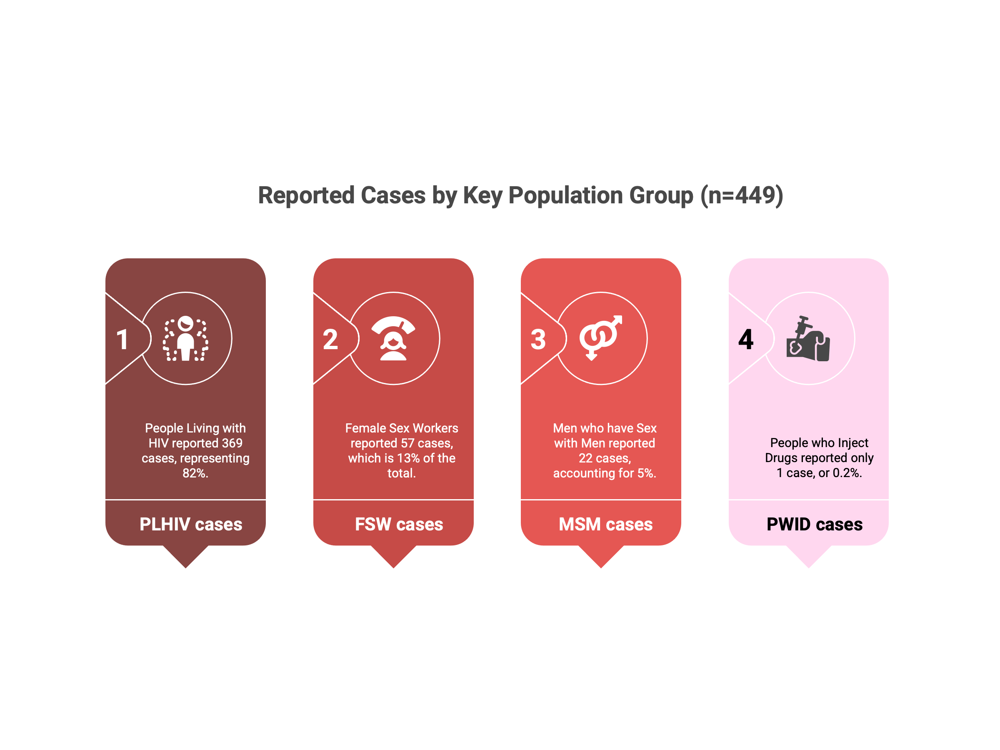 Reported Cases by Key Population Group (n=449)
1
People Living with
HIV reported 369
cases, representing
82%.
PLHIV cases
2
Female Sex Workers
reported 57 cases,
which is 13% of the
total.
FSW cases
3
Men who have Sex
with Men reported
22 cases,
accounting for 5%.
MSM cases
4
People who Inject
Drugs reported only
1 case, or 0.2%.
PWID cases